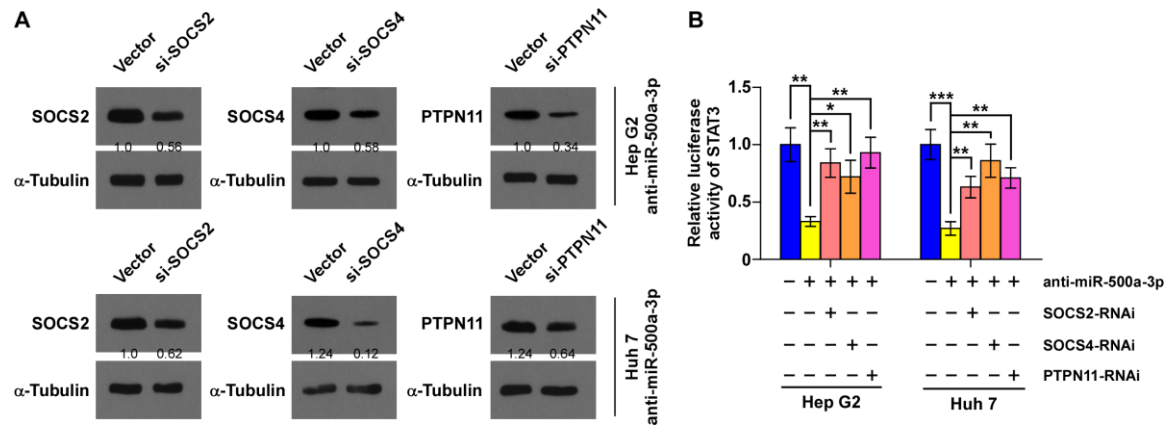 A
Vector
si-SOCS2
Vector
si-SOCS4
Vector
si-PTPN11
SOCS2
1.0 0.56
α-Tubulin
SOCS4
1.0 0.58
α-Tubulin
PTPN11
1.0 0.34
α-Tubulin
Hep G2
anti-miR-500a-3p
Vector
si-SOCS2
Vector
si-SOCS4
Vector
si-PTPN11
SOCS2
1.0 0.62
α-Tubulin
SOCS4
1.24 0.12
α-Tubulin
PTPN11
1.24 0.64
α-Tubulin
Huh 7
anti-miR-500a-3p
B
Relative luciferase
activity of STAT3
1.5
1.0
0.5
0
** ** * **
*** ** ** **
− + + + + − + + + + anti-miR-500a-3p
− − + − − − − + − − SOCS2-RNAi
− − − + − − − − + − SOCS4-RNAi
− − − − + − − − − + PTPN11-RNAi
Hep G2 Huh 7